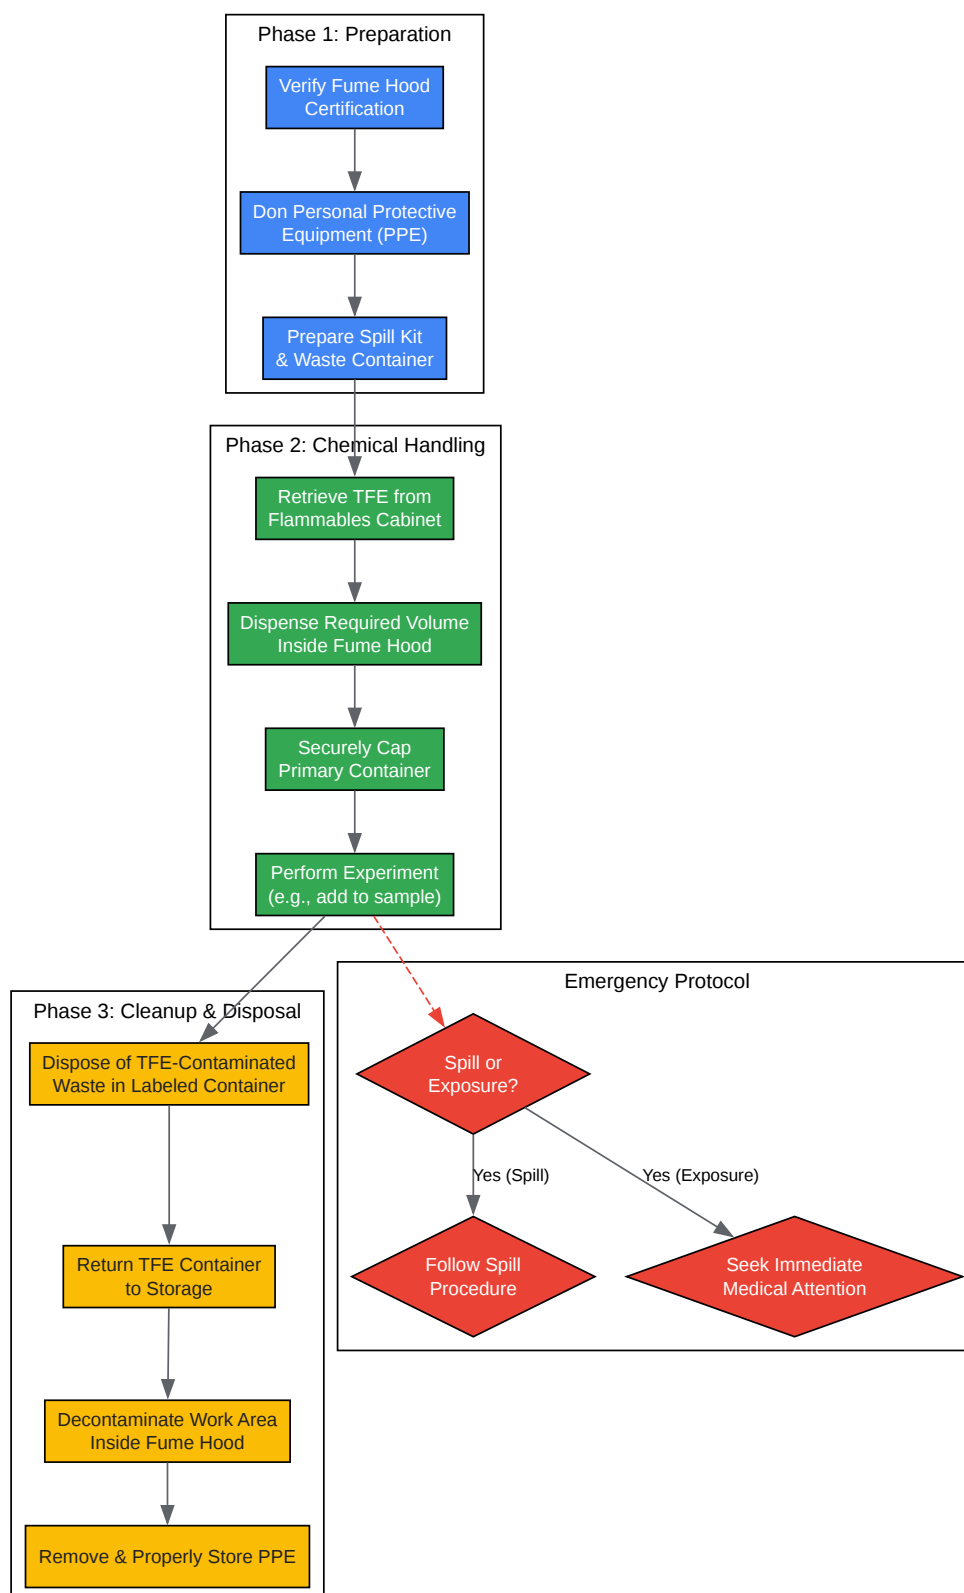 Phase 1: Preparation
Verify Fume Hood
Certification
Don Personal Protective
Equipment (PPE)
Prepare Spill Kit
& Waste Container
Phase 2: Chemical Handling
Retrieve TFE from
Flammables Cabinet
Dispense Required Volume
Inside Fume Hood
Securely Cap
Primary Container
Perform Experiment
(e.g., add to sample)
Phase 3: Cleanup & Disposal
Dispose of TFE-Contaminated
Waste in Labeled Container
Return TFE Container
to Storage
Decontaminate Work Area
Inside Fume Hood
Remove & Properly Store PPE
Emergency Protocol
Spill or
Exposure?
Yes (Spill)
Yes (Exposure)
Follow Spill
Procedure
Seek Immediate
Medical Attention